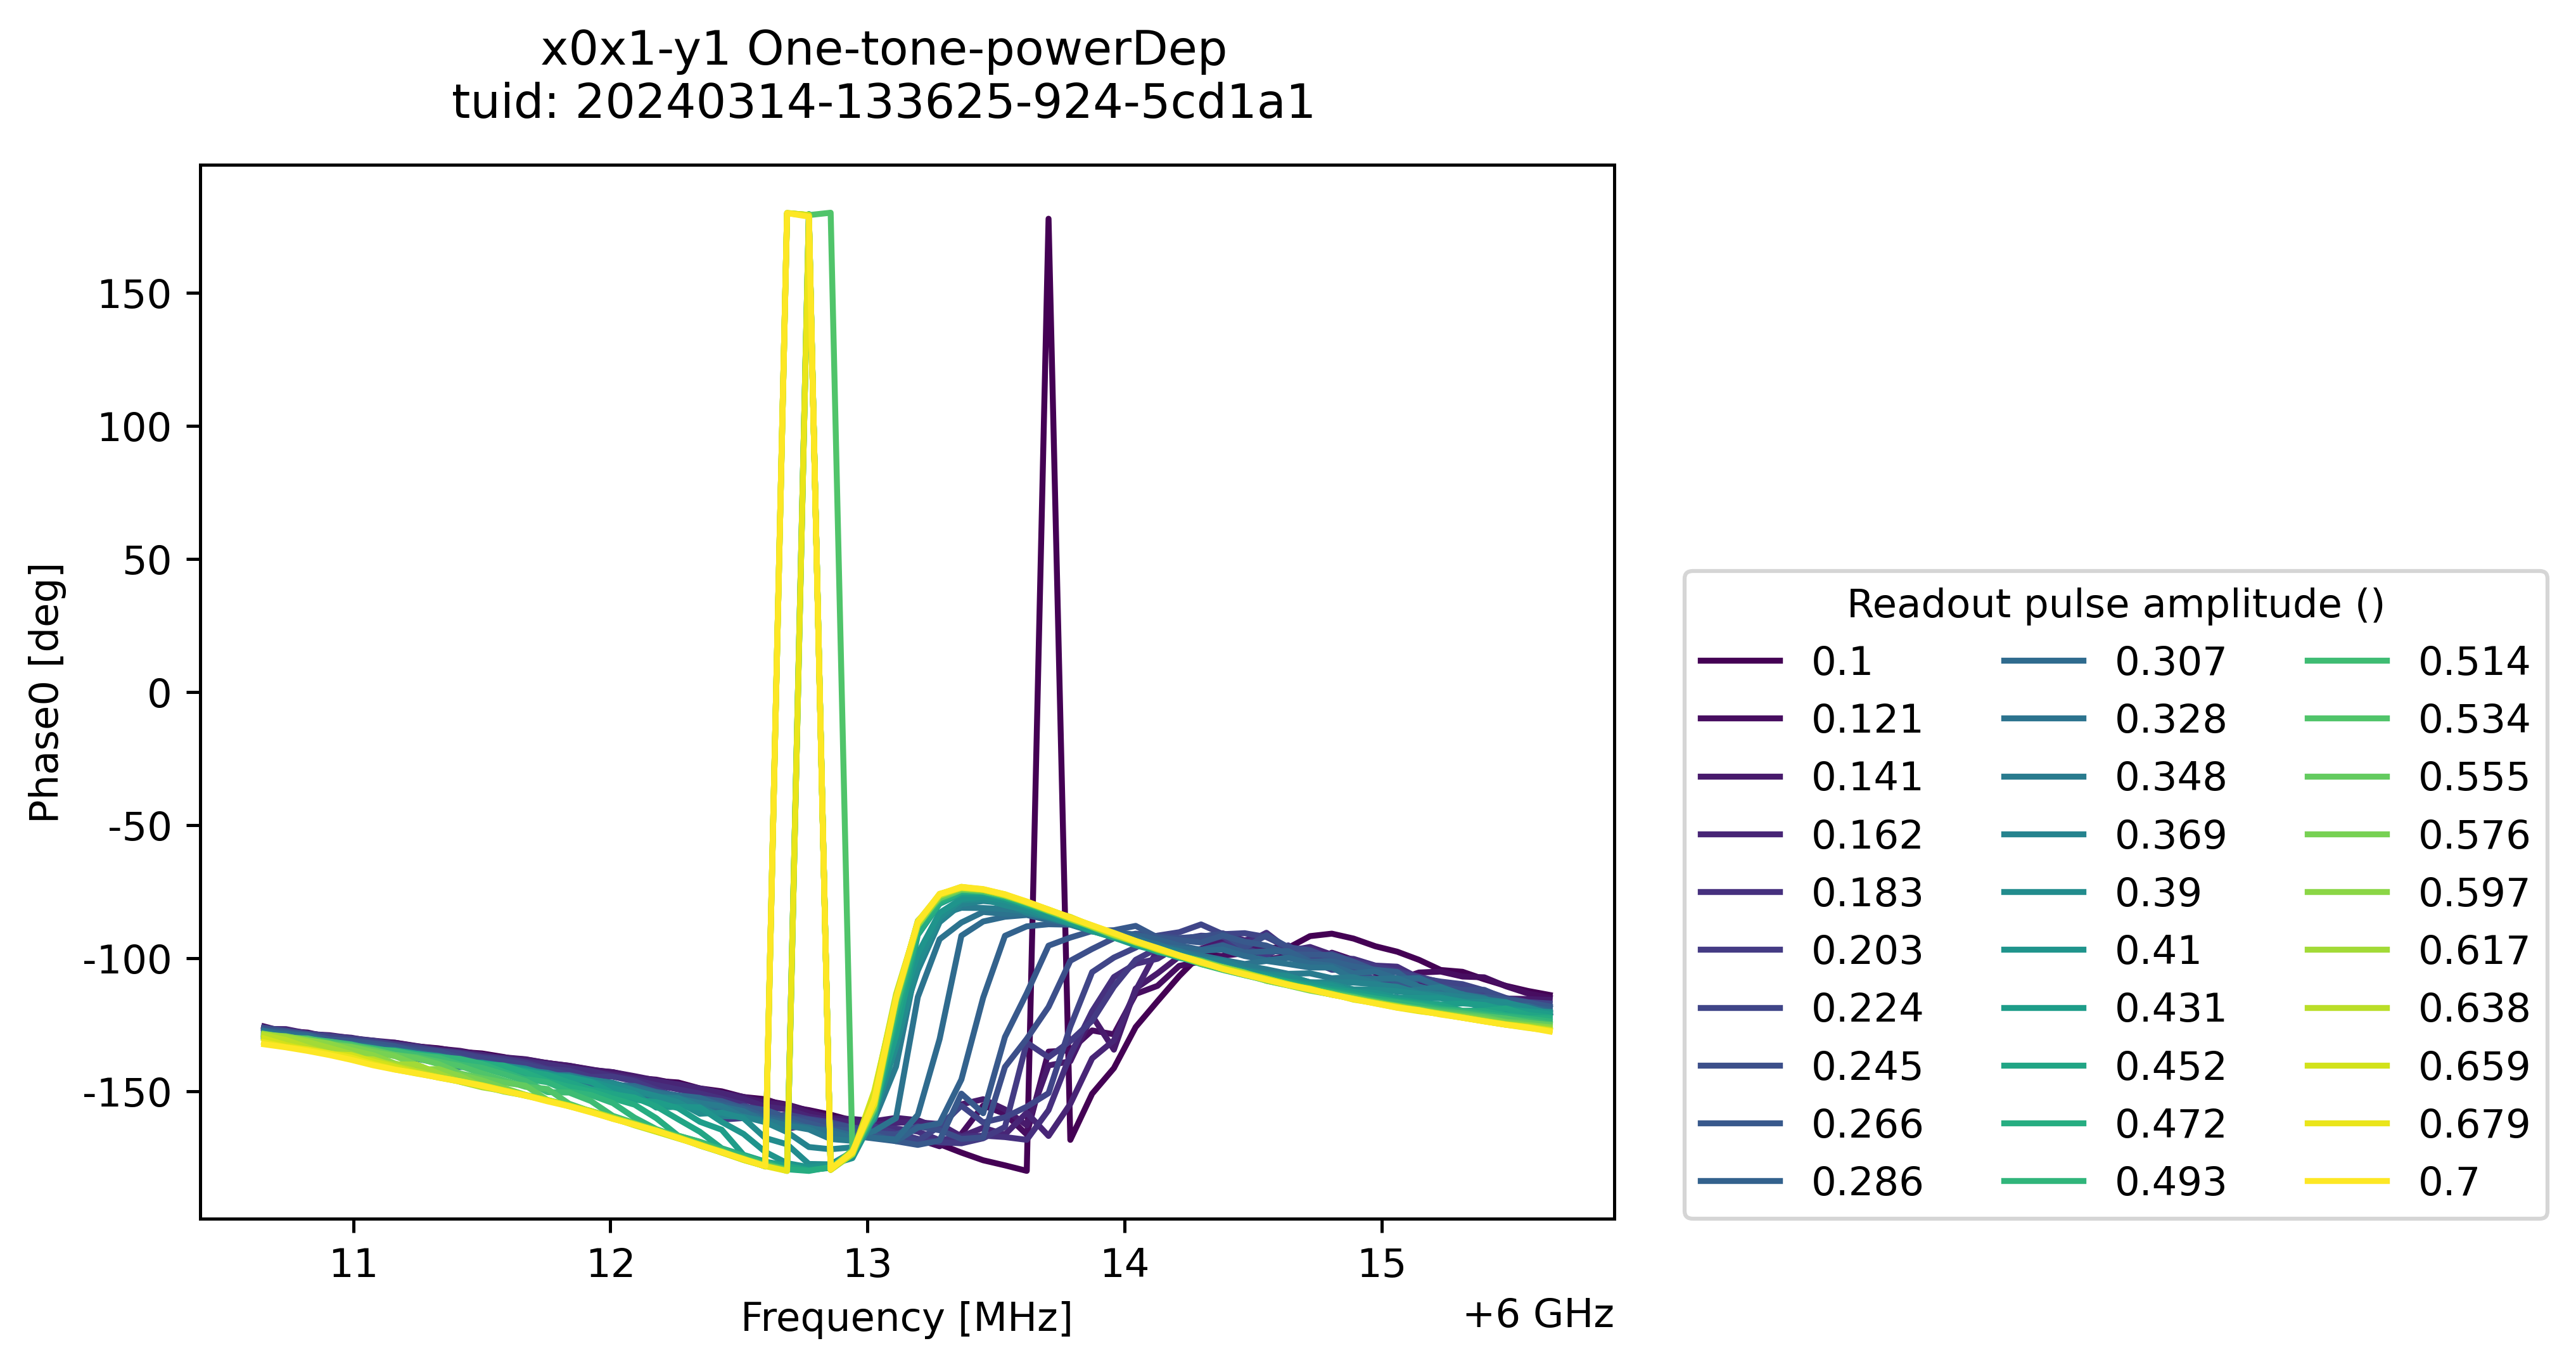 x0x1-y1 One-tone-powerDep
tuid: 20240314-133625-924-5cd1a1
Phase0 [deg]
150
100
50
0
-50
-100
-150
11 12 13 14 15
Frequency [MHz]
+6 GHz
Readout pulse amplitude ()
0.1 0.307 0.514
0.121 0.328 0.534
0.141 0.348 0.555
0.162 0.369 0.576
0.183 0.39 0.597
0.203 0.41 0.617
0.224 0.431 0.638
0.245 0.452 0.659
0.266 0.472 0.679
0.286 0.493 0.7